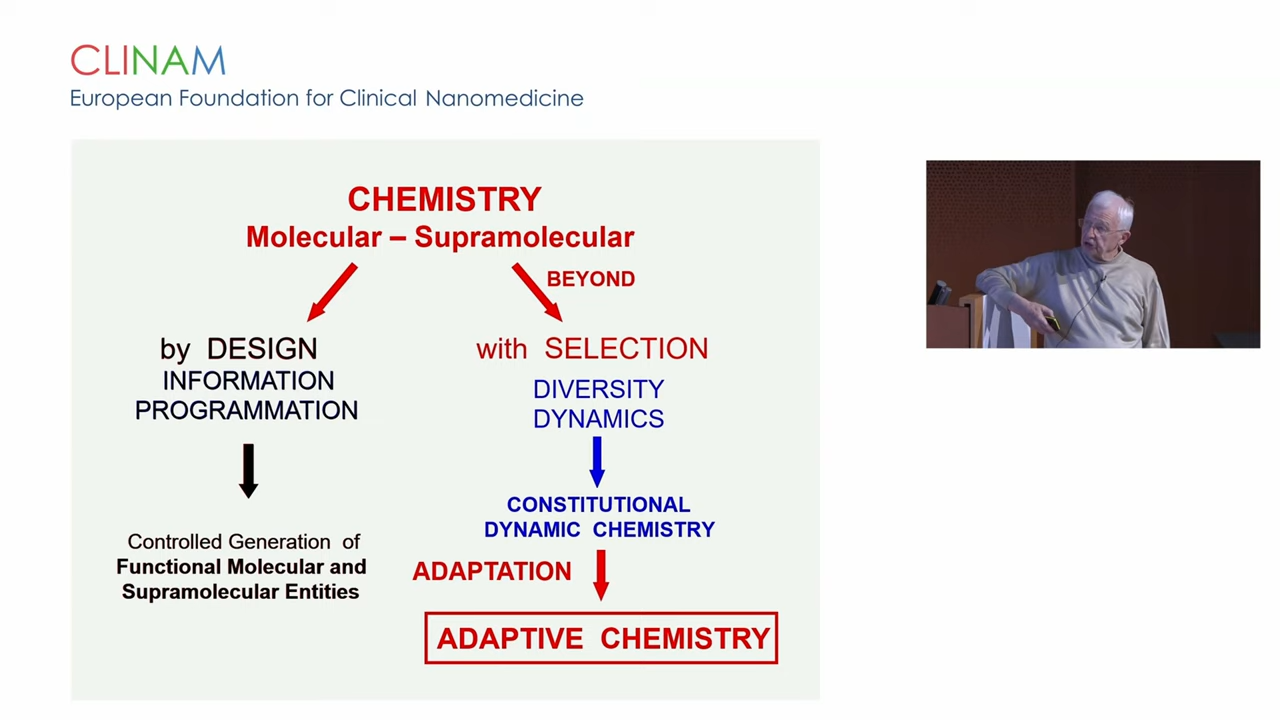 CLINAM
European Foundation for Clinical Nanomedicine
CHEMISTRY
Molecular – Supramolecular
BEYOND
by DESIGN
INFORMATION
PROGRAMMATION
Controlled Generation of
Functional Molecular and
Supramolecular Entities
with SELECTION
DIVERSITY
DYNAMICS
CONSTITUTIONAL
DYNAMIC CHEMISTRY
ADAPTATION
ADAPTIVE CHEMISTRY